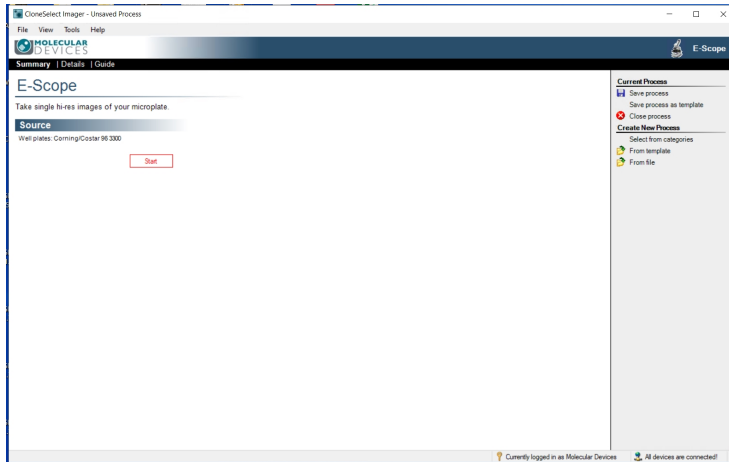 CloneSelect Imager - Unsaved Process
File View Tools Help
MOLECULAR
DEVICES
E-Scope
Summary | Details | Guide
E-Scope
Take single hi-res images of your microplate.
Source
Well plates: Corning/Costar 96 3300
Start
Current Process
Save process
Save process as template
Close process
Create New Process
Select from categories
From template
From file
Currently logged in as Molecular Devices
All devices are connected!